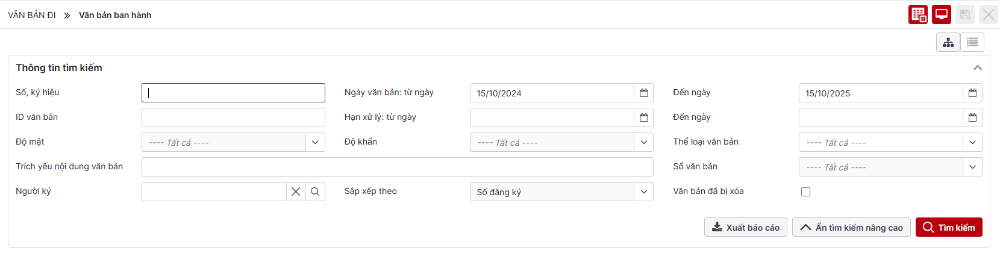 VĂN BẢN ĐI » Văn bản ban hành
Thông tin tìm kiếm
Số, ký hiệu Ngày văn bản: từ ngày 15/10/2024 Đến ngày 15/10/2025
ID văn bản Hạn xử lý: từ ngày Đến ngày
Độ mật ---- Tất cả ---- Độ khẩn ---- Tất cả ---- Thể loại văn bản ---- Tất cả ----
Trích yếu nội dung văn bản Sổ văn bản ---- Tất cả ----
Người ký Sắp xếp theo Số đăng ký Văn bản đã bị xóa
Xuất báo cáo Ẩn tìm kiếm nâng cao Tìm kiếm